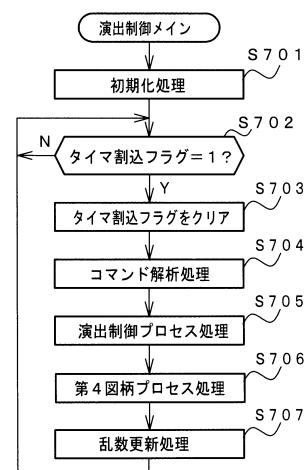 演出制御メイン
S701
初期化処理
S702
N
タイマ割込フラグ=1?
Y
S703
タイマ割込フラグをクリア
S704
コマンド解析処理
S705
演出制御プロセス処理
S706
第4図柄プロセス処理
S707
乱数更新処理